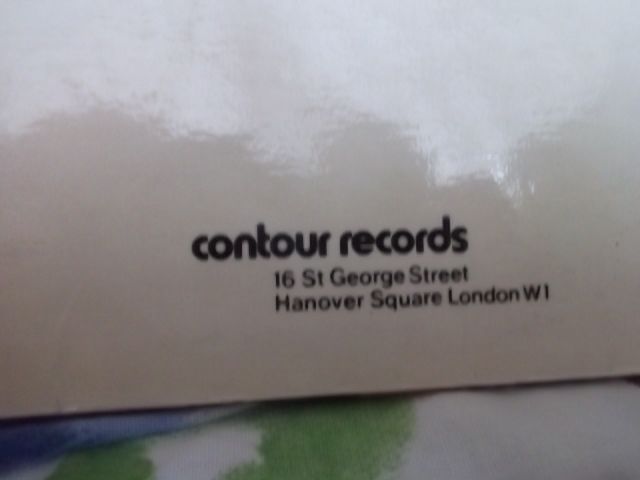 contour records
16 St George Street
Hanover Square London W1